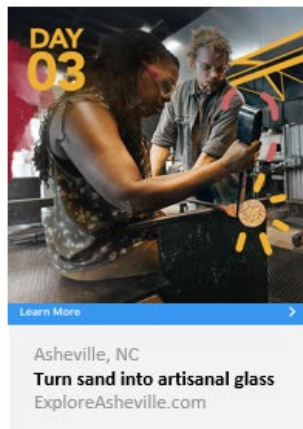 DAY
03
Learn More
Asheville, NC
Turn sand into artisanal glass
ExploreAsheville.com